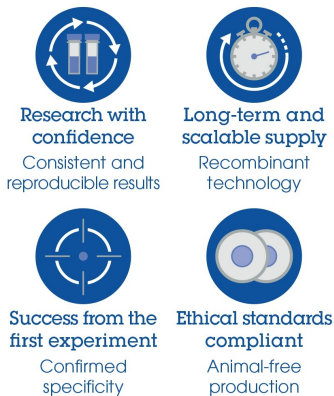 Research with
confidence
Consistent and
reproducible results
Long-term and
scalable supply
Recombinant
technology
Success from the
first experiment
Confirmed
specificity
Ethical standards
compliant
Animal-free
production